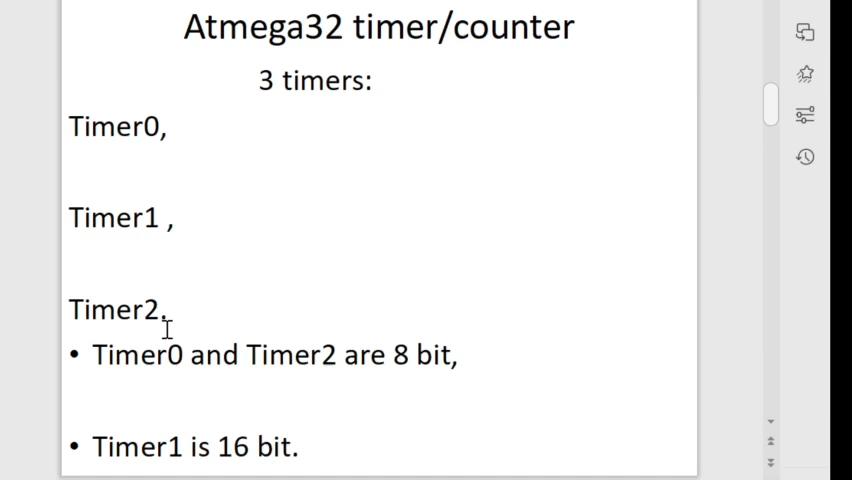 Atmega32 timer/counter
3 timers:
Timer0,
Timer1 ,
Timer2.
• Timer0 and Timer2 are 8 bit,
• Timer1 is 16 bit.